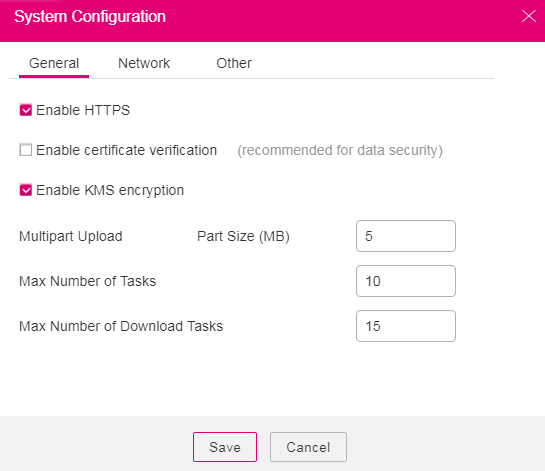 System Configuration
General Network Other
Enable HTTPS
Enable certificate verification (recommended for data security)
Enable KMS encryption
Multipart Upload Part Size (MB) 5
Max Number of Tasks 10
Max Number of Download Tasks 15
Save Cancel